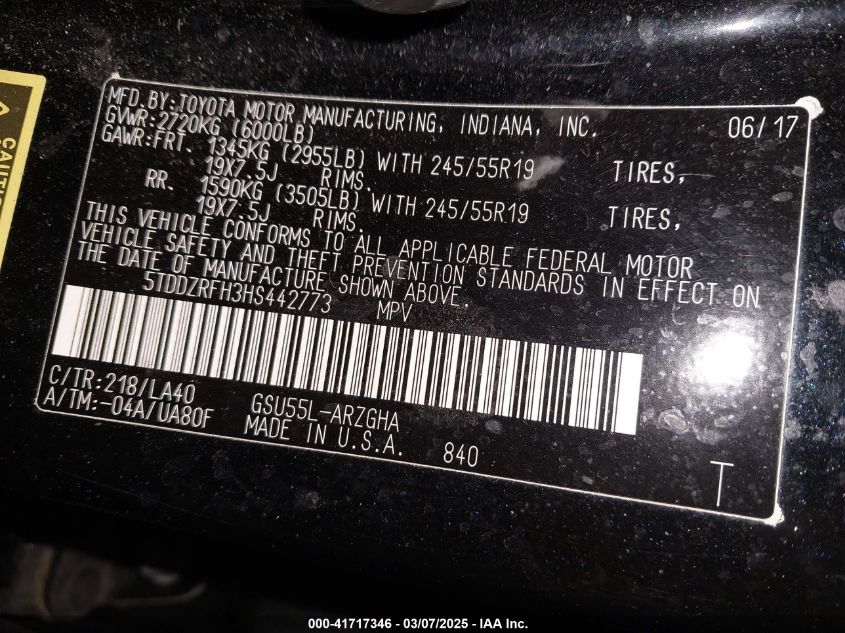 MFD. BY: TOYOTA MOTOR MANUFACTURING, INDIANA, INC. 06/17
GVWR: 2720KG (6000LB)
GAWR: FRT. 1345KG (2955LB) WITH 245/55R19 TIRES,
19X7.5J RIMS.
RR. 1590KG (3505LB) WITH 245/55R19 TIRES,
19X7.5J RIMS.
THIS VEHICLE CONFORMS TO ALL APPLICABLE FEDERAL MOTOR
VEHICLE SAFETY AND THEFT PREVENTION STANDARDS IN EFFECT ON
THE DATE OF MANUFACTURE SHOWN ABOVE.
5TDDZRFH3HS442773 MPV
C/TR: 218/LA40
A/TM: -04A/UA80F
GSU55L-ARZGHA
MADE IN U.S.A. 840
T
000-41717346 - 03/07/2025 - IAA Inc.